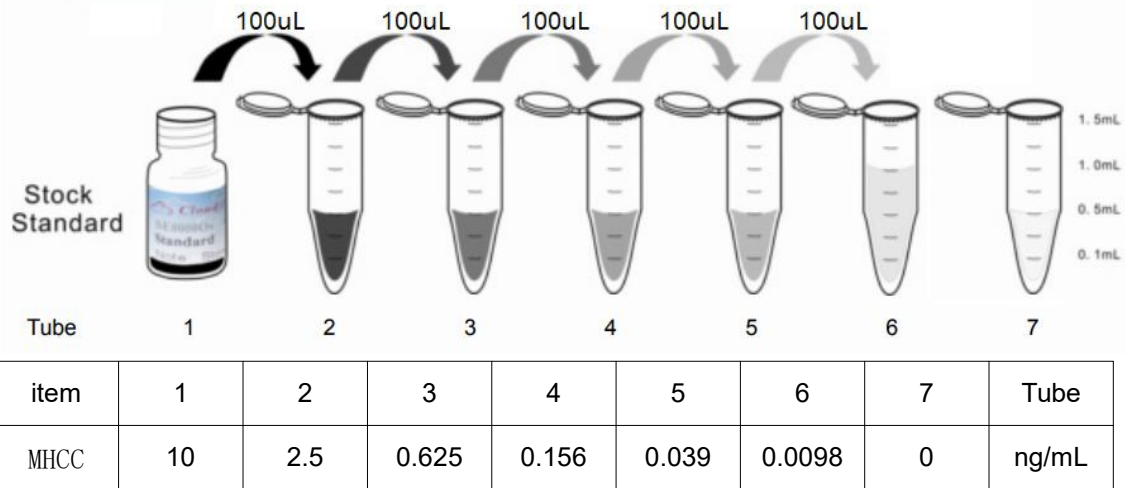 100uL 100uL 100uL 100uL 100uL
1.5mL
1.0mL
Stock
Standard
0.5mL
Standard
0.1mL
Tube 1 2 3 4 5 6 7
item 1 2 3 4 5 6 7 Tube
MHCC 10 2.5 0.625 0.156 0.039 0.0098 0 ng/mL